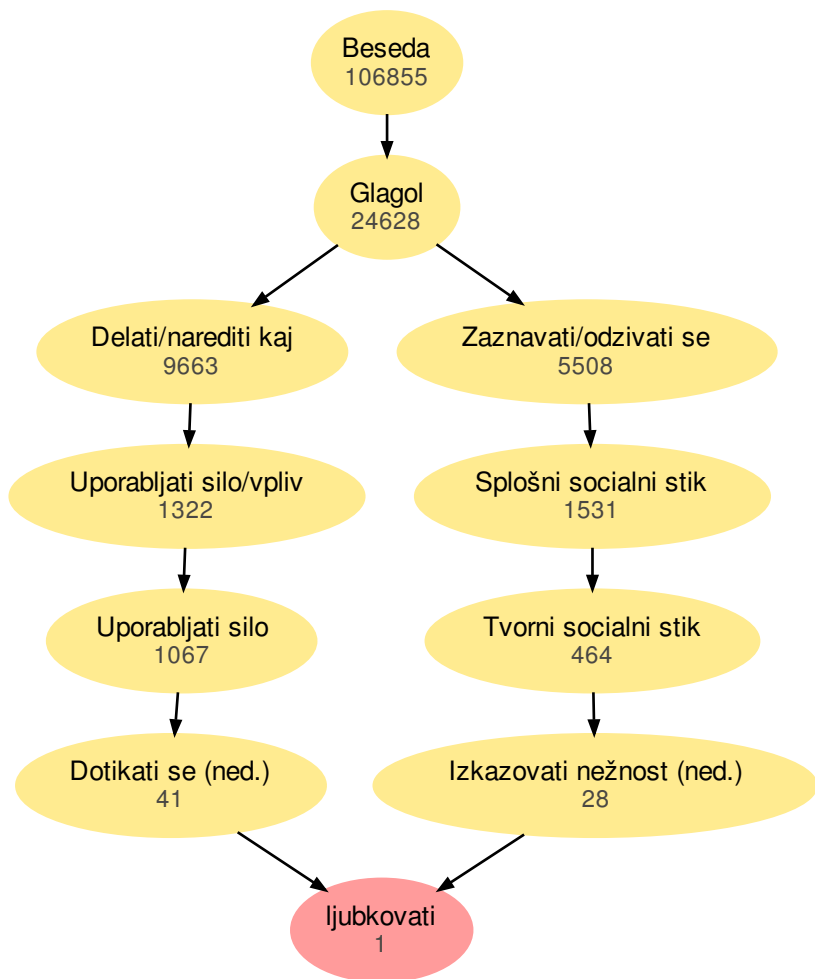 Beseda
106855
Glagol
24628
Delati/narediti kaj
9663
Zaznavati/odzivati se
5508
Uporabljati silo/vpliv
1322
Splošni socialni stik
1531
Uporabljati silo
1067
Tvorni socialni stik
464
Dotikati se (ned.)
41
Izkazovati nežnost (ned.)
28
ljubkovati
1